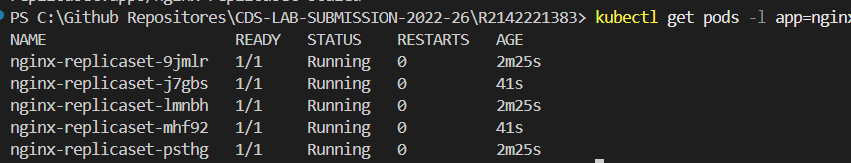 PS C:\Github Repositores\CDS-LAB-SUBMISSION-2022-26\R2142221383> kubectl get pods -l app=nginx
NAME READY STATUS RESTARTS AGE
nginx-replicaset-9jmlr 1/1 Running 0 2m25s
nginx-replicaset-j7gbs 1/1 Running 0 41s
nginx-replicaset-lmnbh 1/1 Running 0 2m25s
nginx-replicaset-mhf92 1/1 Running 0 41s
nginx-replicaset-psthg 1/1 Running 0 2m25s